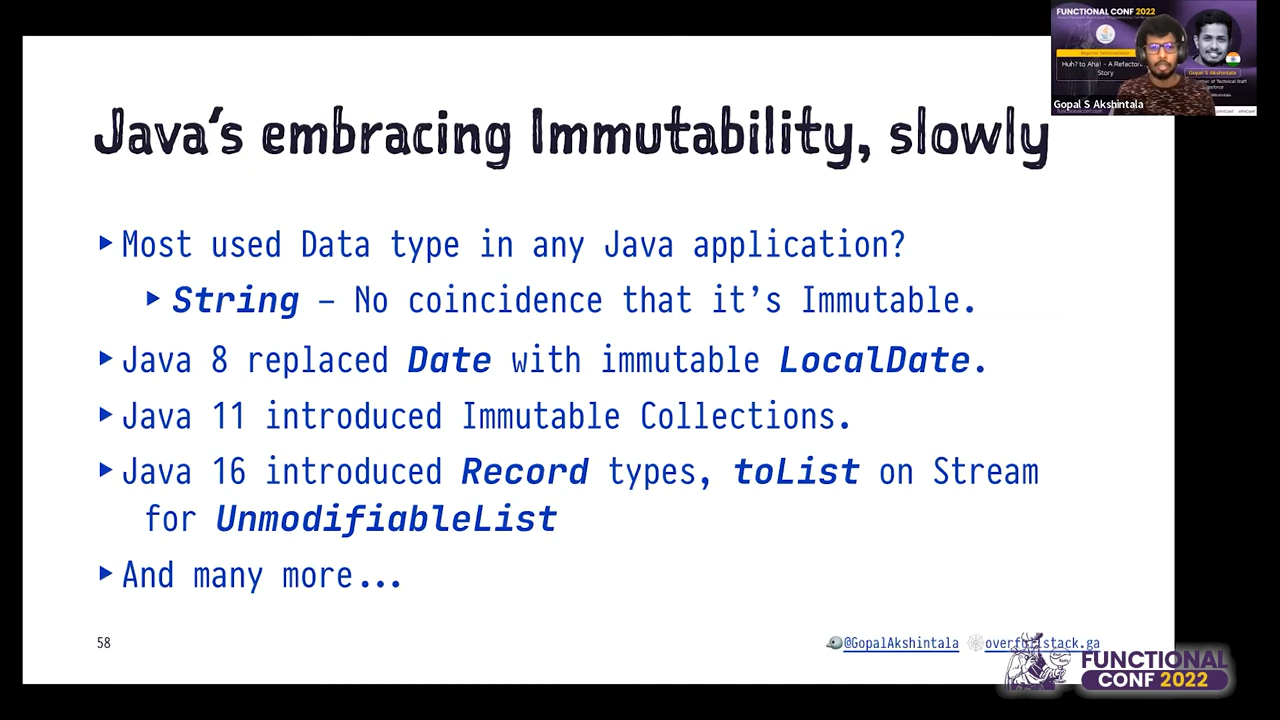 FUNCTIONAL CONF 2022
Huh? to Aha! - A Refactoring
Story
Gopal S Akshintala
Gopal S Akshintala
Java's embracing Immutability, slowly
Most used Data type in any Java application?
String – No coincidence that it's Immutable.
Java 8 replaced Date with immutable LocalDate.
Java 11 introduced Immutable Collections.
Java 16 introduced Record types, toList on Stream
for UnmodifiableList
And many more...
58
@GopalAkshintala
FUNCTIONAL
CONF 2022